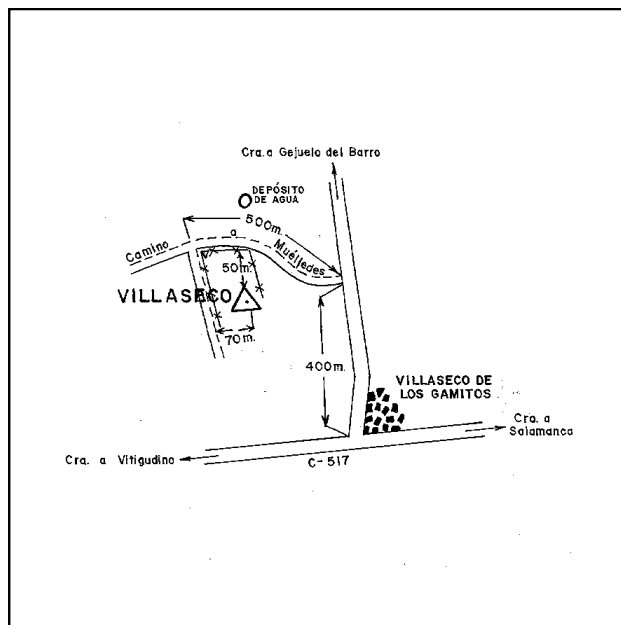 Cra. a Gejuelo del Barro
DEPÓSITO
DE AGUA
500m.
a
Camino
Muélledes
50m.
VILLASECO
70m.
400m.
VILLASECO DE
LOS GAMITOS
Cra. a
Salamanca
Cra. a Vitigudino
C-517